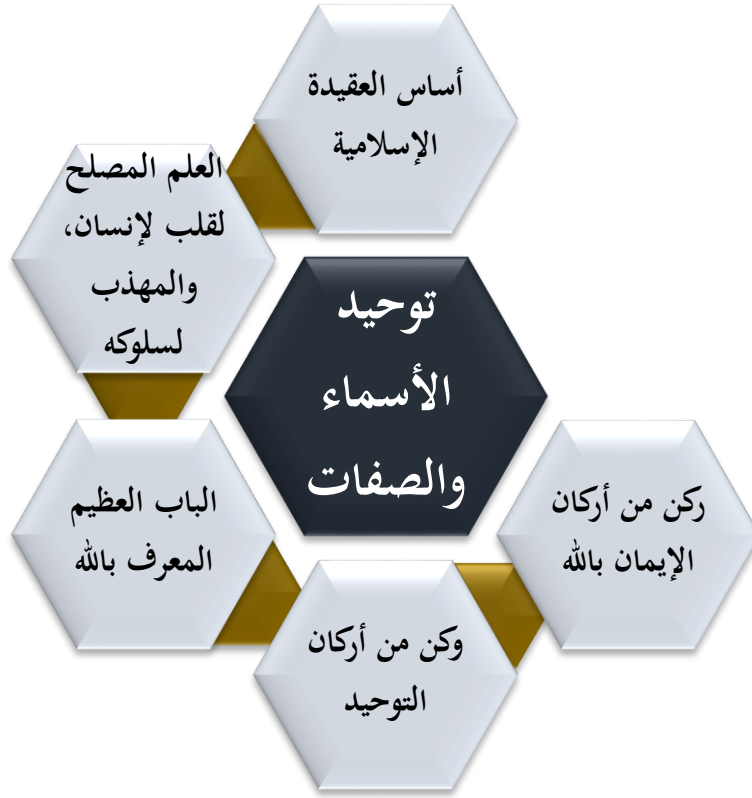 أساس العقيدة
الإسلامية
العلم المصلح
لقلب لإنسان،
والمهذب
لسلوكه
توحيد
الأسماء
والصفات
الباب العظيم
المعرف بالله
ركن من أركان
الإيمان بالله
وكن من أركان
التوحيد